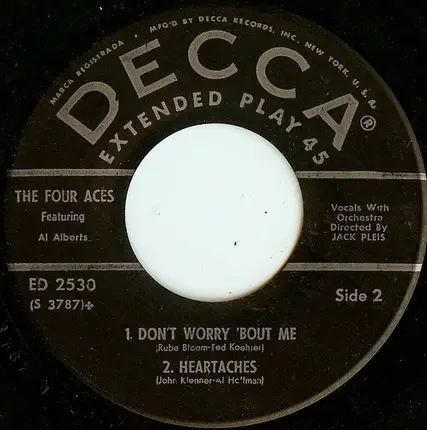 MARCA REGISTRADA • MFG'D BY DECCA RECORDS, INC., NEW YORK, U.S.A.
DECCA®
EXTENDED PLAY 45
THE FOUR ACES
Featuring
Al Alberts
Vocals With
Orchestra
Directed By
JACK PLEIS
ED 2530
(S 3787)+
Side 2
1. DON'T WORRY 'BOUT ME
(Rube Bloom-Ted Koehler)
2. HEARTACHES
(John Klenner-Al Hoffman)